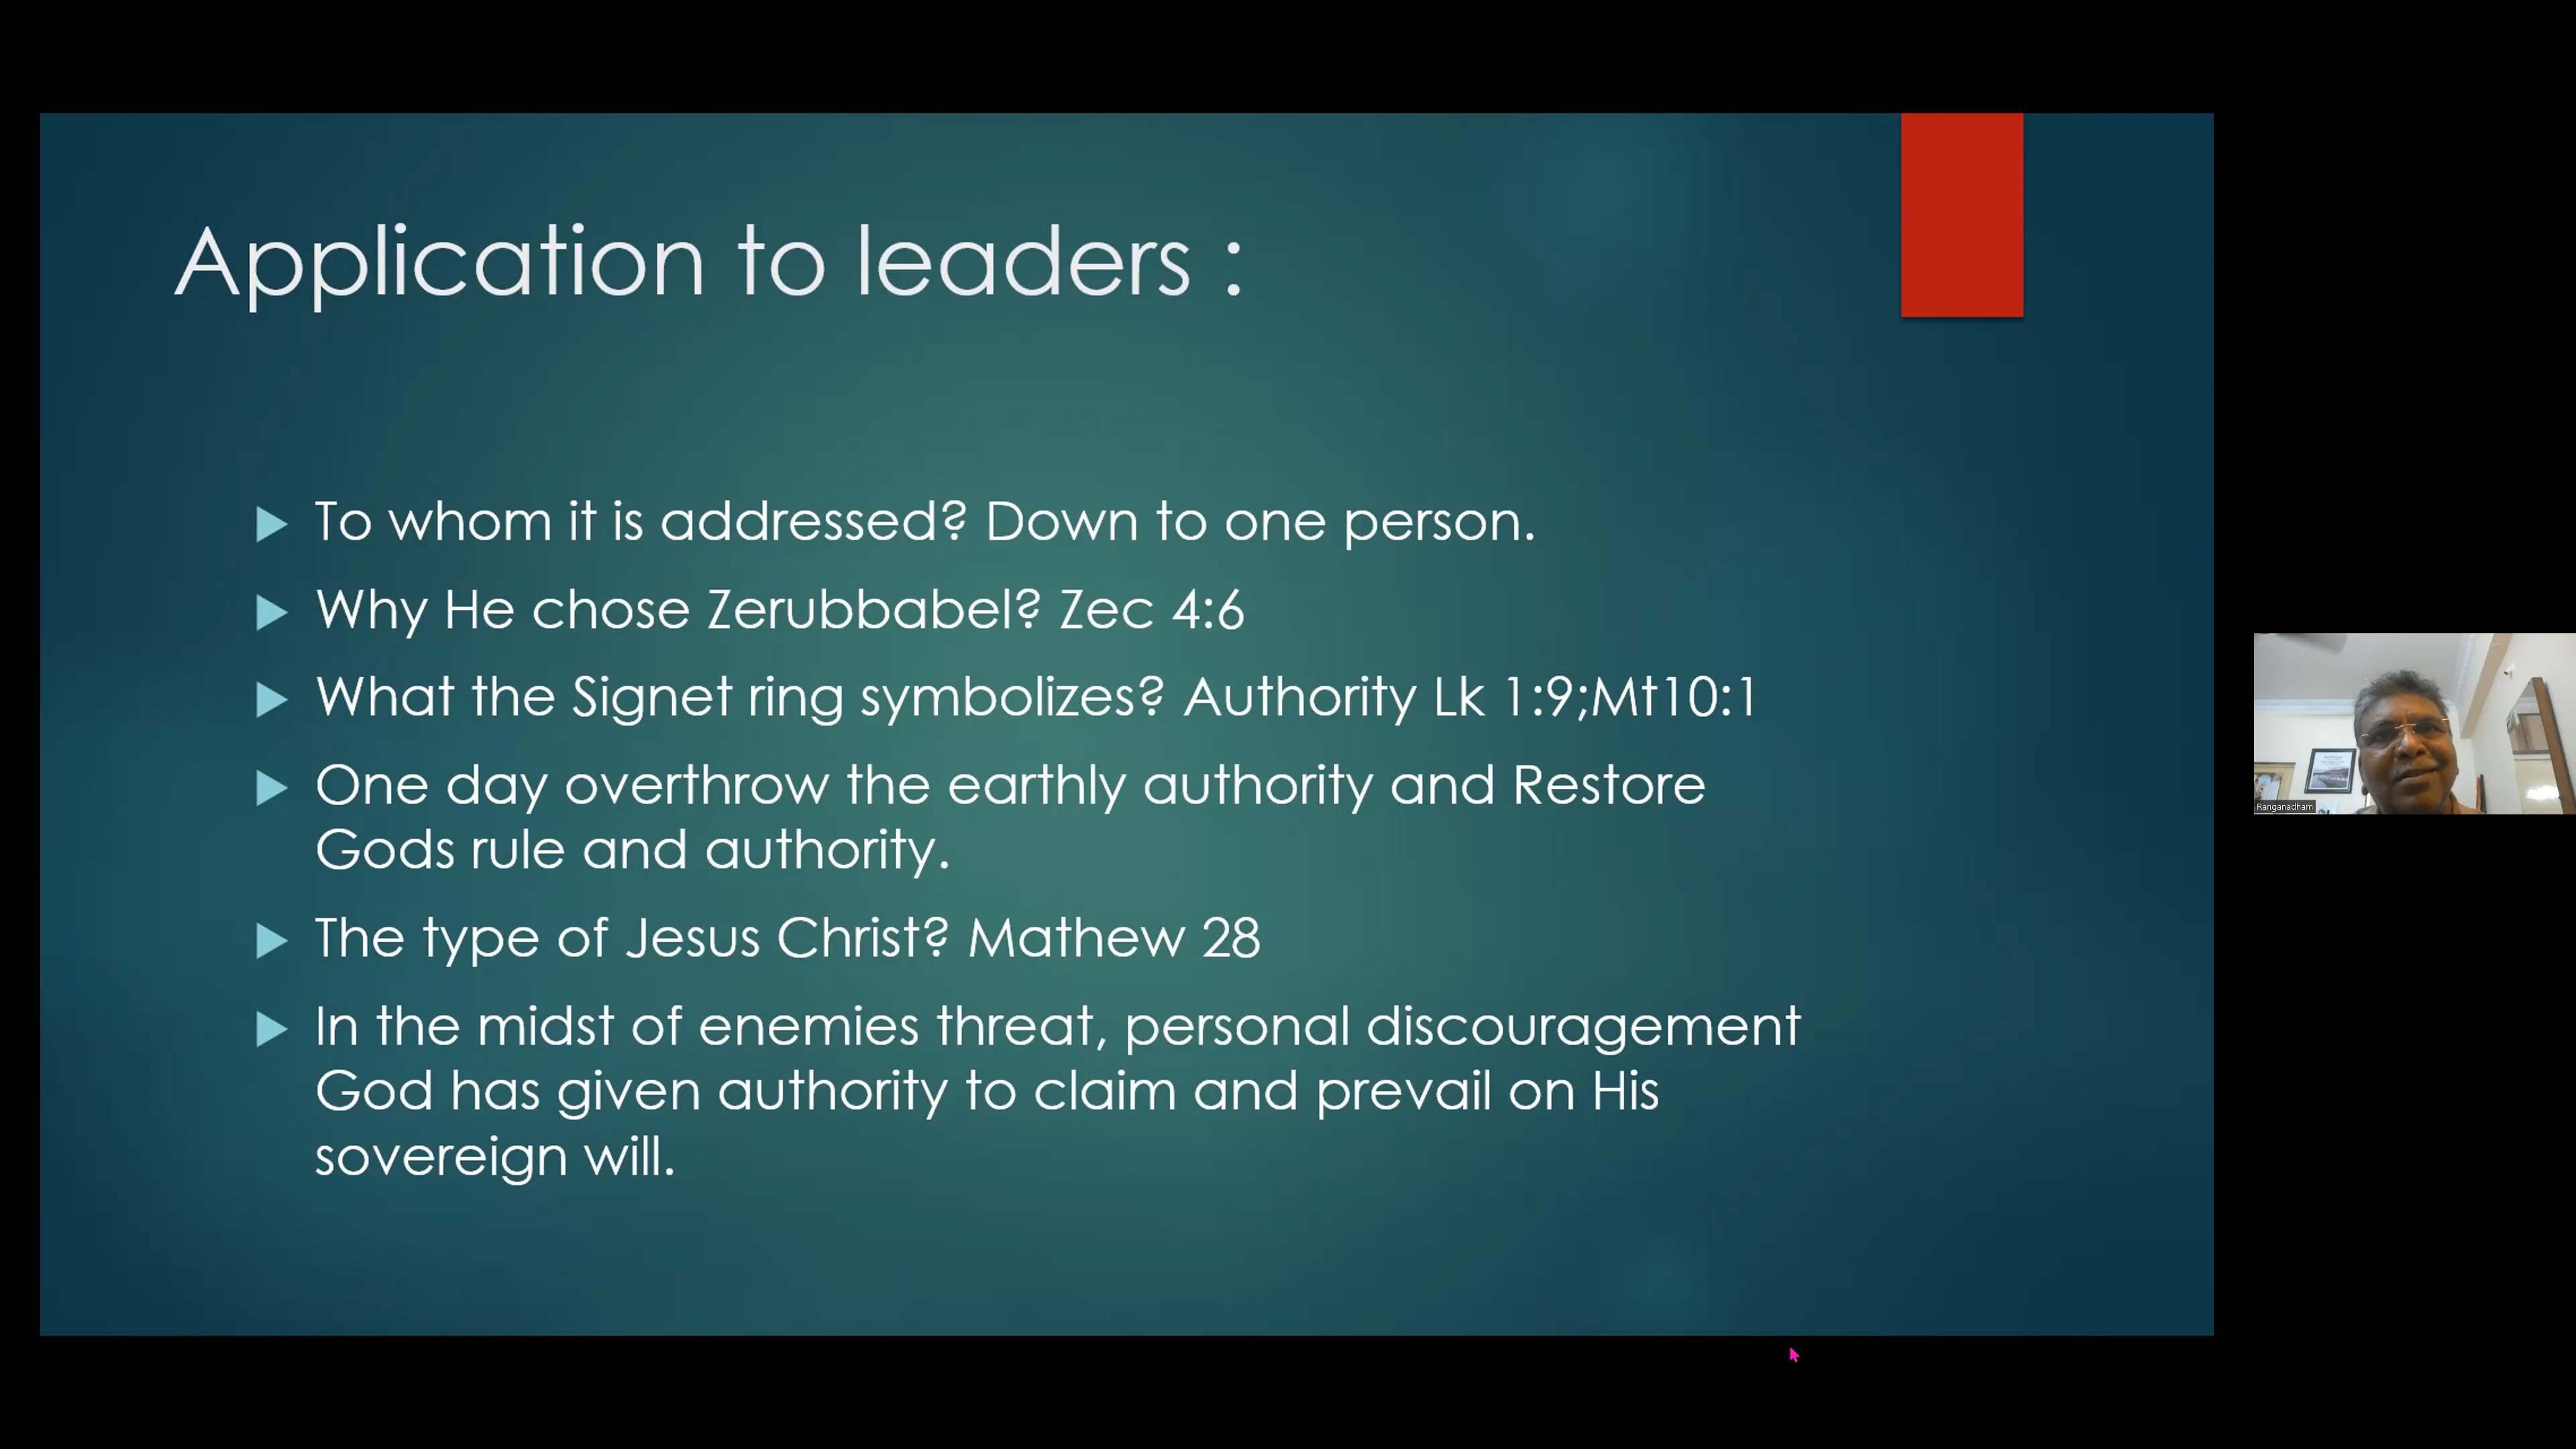 Application to leaders :
To whom it is addressed? Down to one person.
Why He chose Zerubbabel? Zec 4:6
What the Signet ring symbolizes? Authority Lk 1:9;Mt10:1
One day overthrow the earthly authority and Restore
Gods rule and authority.
The type of Jesus Christ? Mathew 28
In the midst of enemies threat, personal discouragement
God has given authority to claim and prevail on His
sovereign will.
Ranganadham